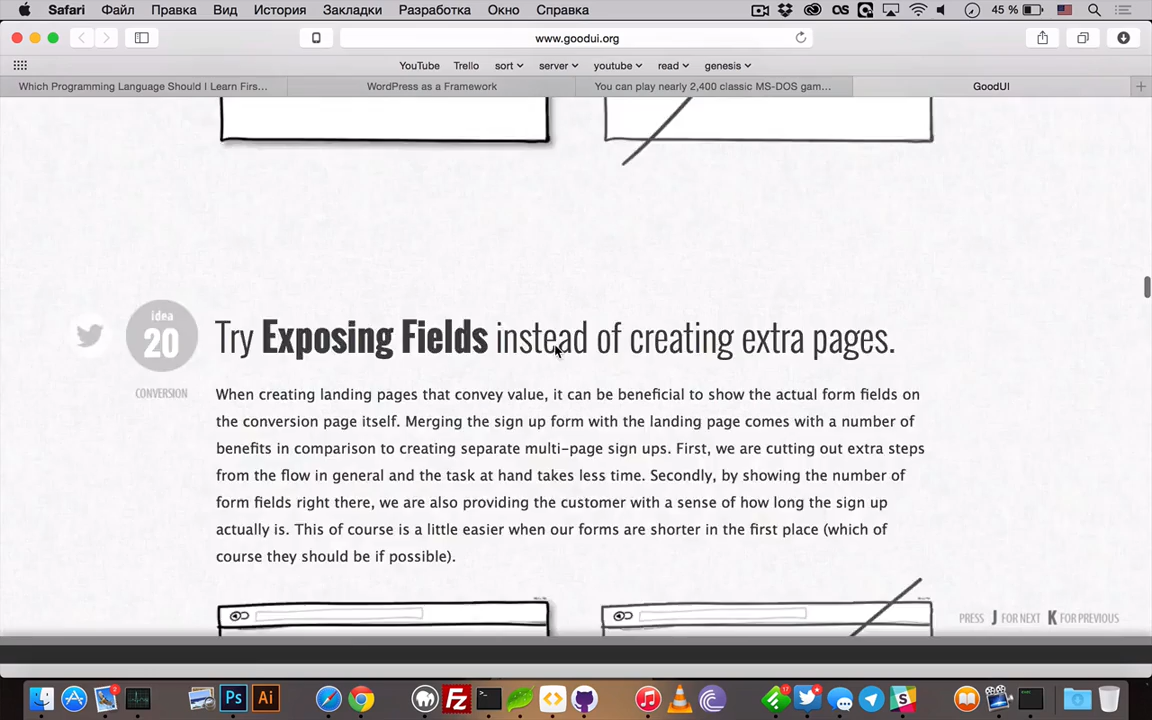 Safari Файл Правка Вид История Закладки Разработка Окно Справка 45 %
www.goodui.org
YouTube Trello sort server youtube read genesis
Which Programming Language Should I Learn Firs... WordPress as a Framework You can play nearly 2,400 classic MS-DOS gam... GoodUI
idea
20
CONVERSION
Try Exposing Fields instead of creating extra pages.
When creating landing pages that convey value, it can be beneficial to show the actual form fields on
the conversion page itself. Merging the sign up form with the landing page comes with a number of
benefits in comparison to creating separate multi-page sign ups. First, we are cutting out extra steps
from the flow in general and the task at hand takes less time. Secondly, by showing the number of
form fields right there, we are also providing the customer with a sense of how long the sign up
actually is. This of course is a little easier when our forms are shorter in the first place (which of
course they should be if possible).
PRESS J FOR NEXT K FOR PREVIOUS
Ps Ai Fz